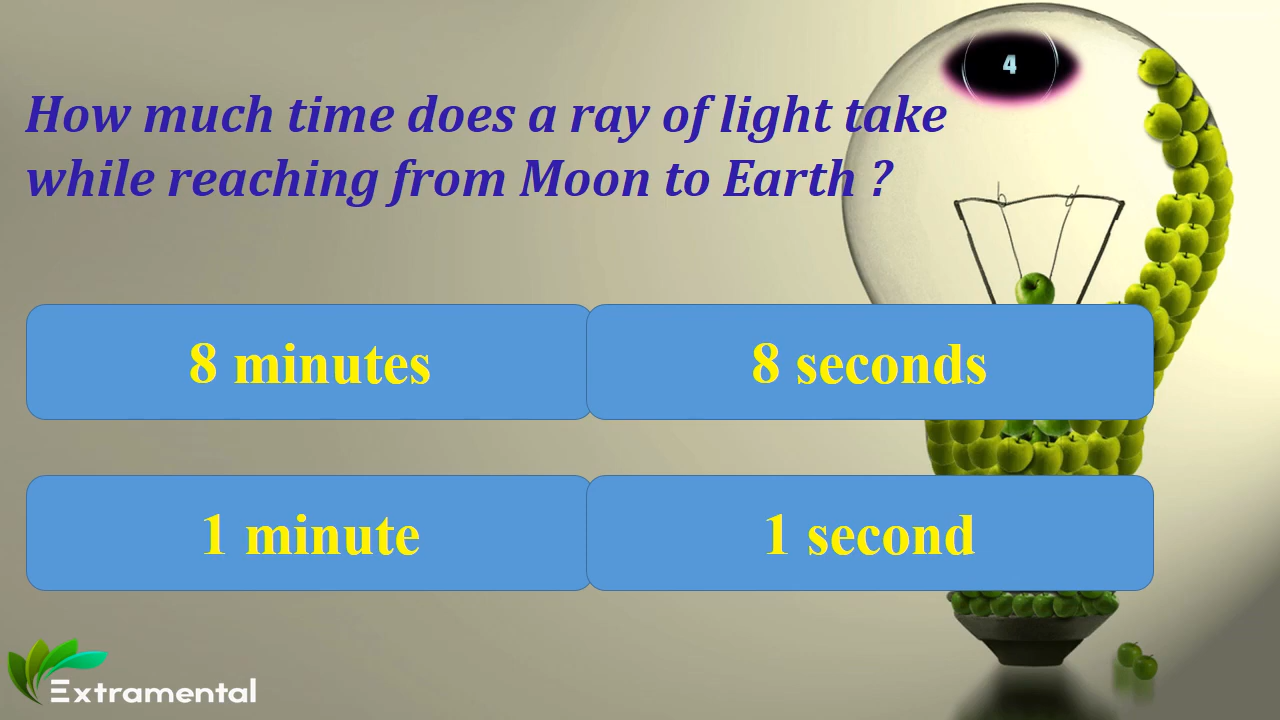 4
How much time does a ray of light take
while reaching from Moon to Earth ?
8 minutes
8 seconds
1 minute
1 second
Extramental